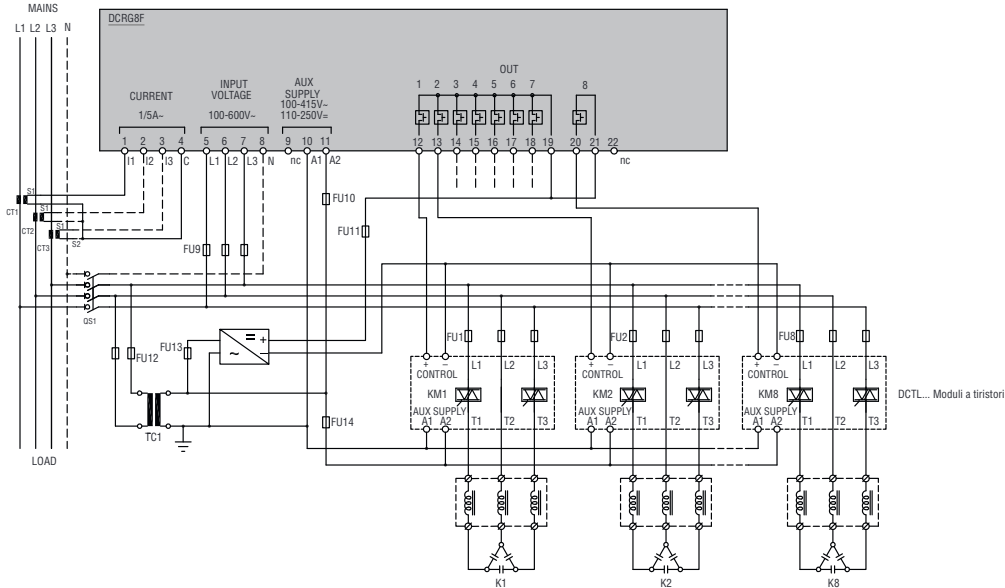 MAINS
L1 L2 L3 N
DCRG8F
OUT
1 2 3 4 5 6 7 8
CURRENT
1/5A~
INPUT
VOLTAGE
100-600V~
AUX
SUPPLY
100-415V~
110-250V=
1 2 3 4 5 6 7 8 9 10 11 12 13 14 15 16 17 18 19 20 21 22
I1 I2 I3 C L1 L2 L3 N nc A1 A2 nc
S1
CT1
S1
CT2
S1
CT3
S2
FU9
FU10
FU11
QS1
FU12
FU13
= + ~ −
TC1
FU14
LOAD
FU1 FU2 FU8
+ − L1 L2 L3
CONTROL
KM1
AUX SUPPLY
A1 A2 T1 T2 T3
+ − L1 L2 L3
CONTROL
KM2
AUX SUPPLY
A1 A2 T1 T2 T3
+ − L1 L2 L3
CONTROL
KM8
AUX SUPPLY
A1 A2 T1 T2 T3
DCTL... Moduli a tiristori
K1 K2 K8